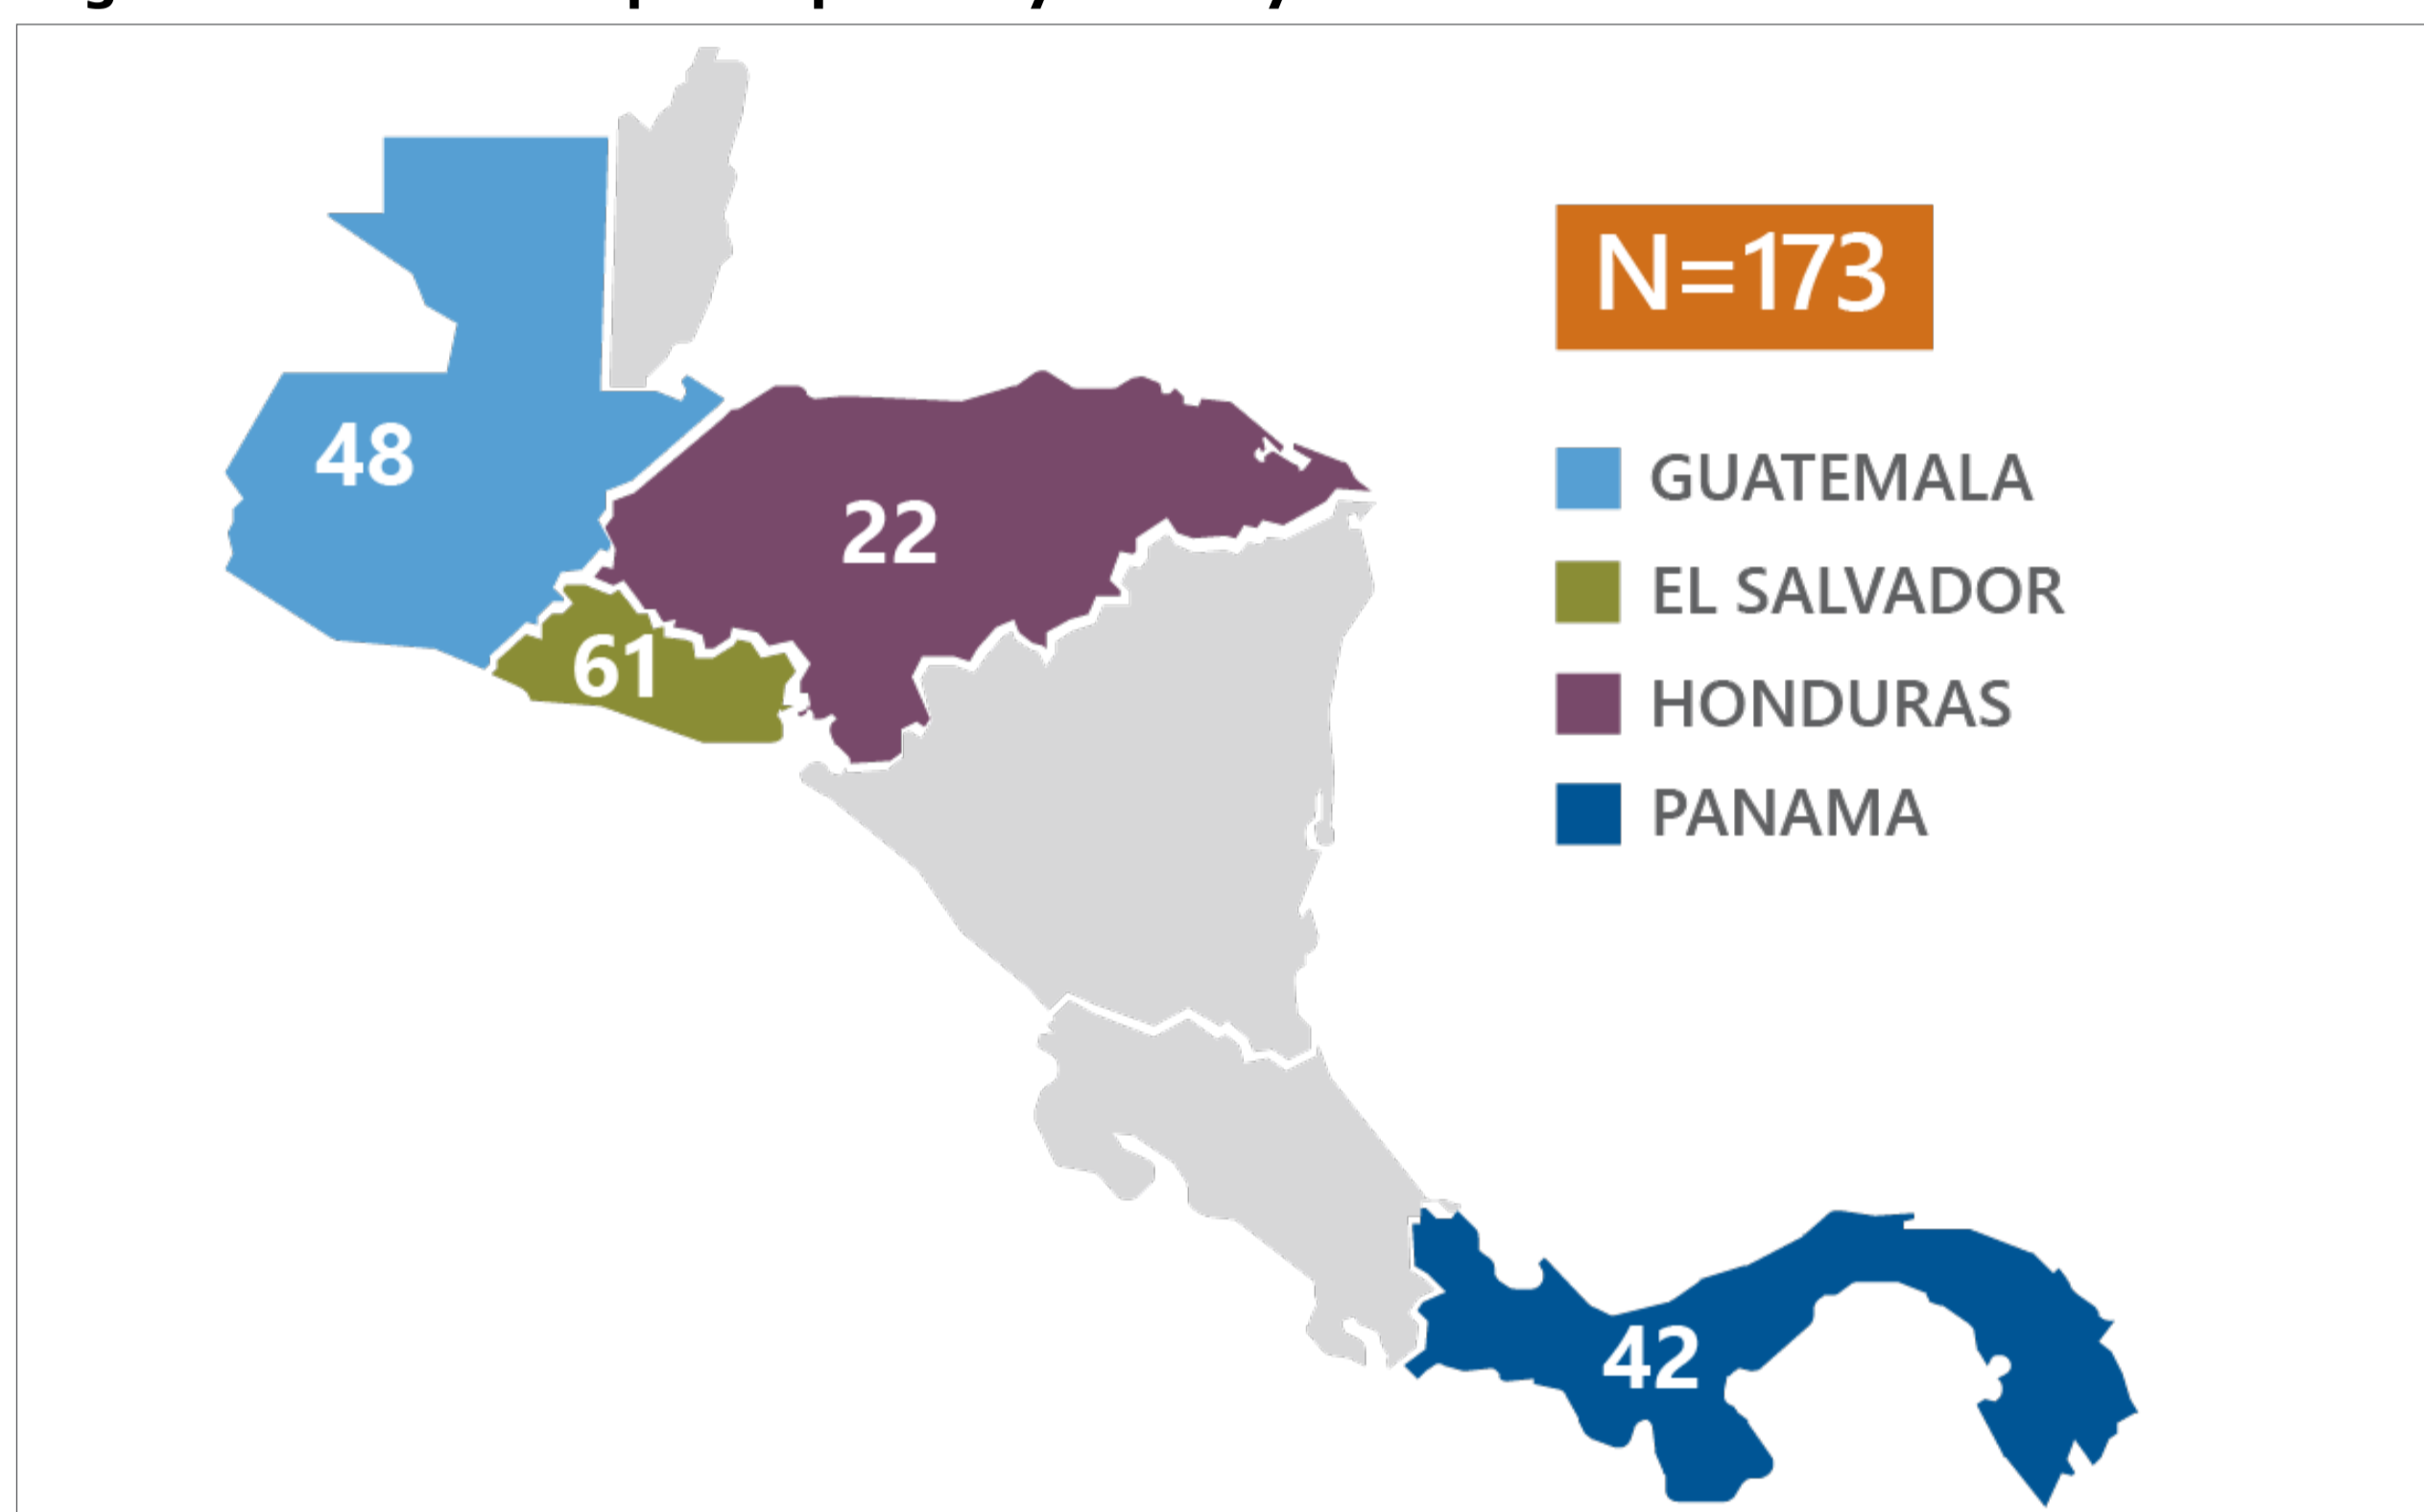 N=173
48
GUATEMALA
22
EL SALVADOR
61
HONDURAS
PANAMA
42